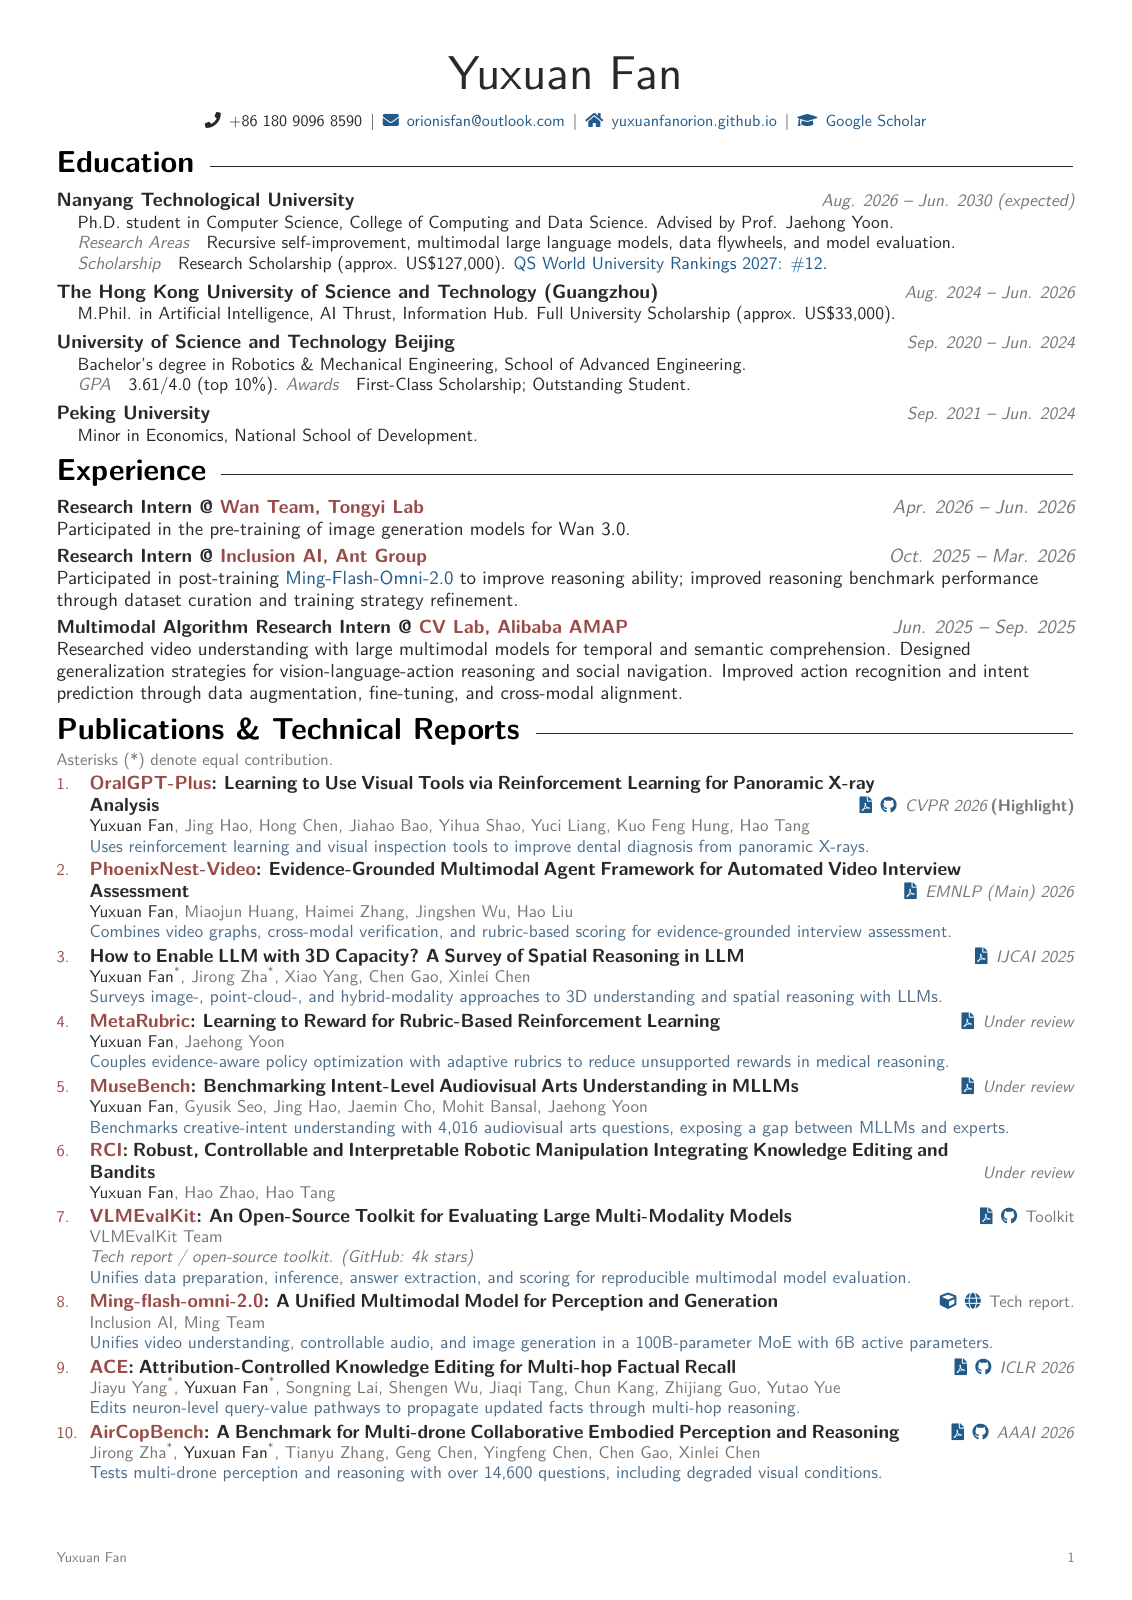 Yuxuan Fan
+86 180 9096 8590 | orionisfan@outlook.com | yuxuanfanorion.github.io | Google Scholar
Education
Nanyang Technological University Aug. 2026 – Jun. 2030 (expected)
Ph.D. student in Computer Science, College of Computing and Data Science. Advised by Prof. Jaehong Yoon.
Research Areas Recursive self-improvement, multimodal large language models, data flywheels, and model evaluation.
Scholarship Research Scholarship (approx. US$127,000). QS World University Rankings 2027: #12.
The Hong Kong University of Science and Technology (Guangzhou) Aug. 2024 – Jun. 2026
M.Phil. in Artificial Intelligence, AI Thrust, Information Hub. Full University Scholarship (approx. US$33,000).
University of Science and Technology Beijing Sep. 2020 – Jun. 2024
Bachelor's degree in Robotics & Mechanical Engineering, School of Advanced Engineering.
GPA 3.61/4.0 (top 10%). Awards First-Class Scholarship; Outstanding Student.
Peking University Sep. 2021 – Jun. 2024
Minor in Economics, National School of Development.
Experience
Research Intern @ Wan Team, Tongyi Lab Apr. 2026 – Jun. 2026
Participated in the pre-training of image generation models for Wan 3.0.
Research Intern @ Inclusion AI, Ant Group Oct. 2025 – Mar. 2026
Participated in post-training Ming-Flash-Omni-2.0 to improve reasoning ability; improved reasoning benchmark performance
through dataset curation and training strategy refinement.
Multimodal Algorithm Research Intern @ CV Lab, Alibaba AMAP Jun. 2025 – Sep. 2025
Researched video understanding with large multimodal models for temporal and semantic comprehension. Designed
generalization strategies for vision-language-action reasoning and social navigation. Improved action recognition and intent
prediction through data augmentation, fine-tuning, and cross-modal alignment.
Publications & Technical Reports
Asterisks (*) denote equal contribution.
1. OralGPT-Plus: Learning to Use Visual Tools via Reinforcement Learning for Panoramic X-ray
Analysis CVPR 2026 (Highlight)
Yuxuan Fan, Jing Hao, Hong Chen, Jiahao Bao, Yihua Shao, Yuci Liang, Kuo Feng Hung, Hao Tang
Uses reinforcement learning and visual inspection tools to improve dental diagnosis from panoramic X-rays.
2. PhoenixNest-Video: Evidence-Grounded Multimodal Agent Framework for Automated Video Interview
Assessment EMNLP (Main) 2026
Yuxuan Fan, Miaojun Huang, Haimei Zhang, Jingshen Wu, Hao Liu
Combines video graphs, cross-modal verification, and rubric-based scoring for evidence-grounded interview assessment.
3. How to Enable LLM with 3D Capacity? A Survey of Spatial Reasoning in LLM IJCAI 2025
Yuxuan Fan*, Jirong Zha*, Xiao Yang, Chen Gao, Xinlei Chen
Surveys image-, point-cloud-, and hybrid-modality approaches to 3D understanding and spatial reasoning with LLMs.
4. MetaRubric: Learning to Reward for Rubric-Based Reinforcement Learning Under review
Yuxuan Fan, Jaehong Yoon
Couples evidence-aware policy optimization with adaptive rubrics to reduce unsupported rewards in medical reasoning.
5. MuseBench: Benchmarking Intent-Level Audiovisual Arts Understanding in MLLMs Under review
Yuxuan Fan, Gyusik Seo, Jing Hao, Jaemin Cho, Mohit Bansal, Jaehong Yoon
Benchmarks creative-intent understanding with 4,016 audiovisual arts questions, exposing a gap between MLLMs and experts.
6. RCI: Robust, Controllable and Interpretable Robotic Manipulation Integrating Knowledge Editing and
Bandits Under review
Yuxuan Fan, Hao Zhao, Hao Tang
7. VLMEvalKit: An Open-Source Toolkit for Evaluating Large Multi-Modality Models Toolkit
VLMEvalKit Team
Tech report / open-source toolkit. (GitHub: 4k stars)
Unifies data preparation, inference, answer extraction, and scoring for reproducible multimodal model evaluation.
8. Ming-flash-omni-2.0: A Unified Multimodal Model for Perception and Generation Tech report.
Inclusion AI, Ming Team
Unifies video understanding, controllable audio, and image generation in a 100B-parameter MoE with 6B active parameters.
9. ACE: Attribution-Controlled Knowledge Editing for Multi-hop Factual Recall ICLR 2026
Jiayu Yang*, Yuxuan Fan*, Songning Lai, Shengen Wu, Jiaqi Tang, Chun Kang, Zhijiang Guo, Yutao Yue
Edits neuron-level query-value pathways to propagate updated facts through multi-hop reasoning.
10. AirCopBench: A Benchmark for Multi-drone Collaborative Embodied Perception and Reasoning AAAI 2026
Jirong Zha*, Yuxuan Fan*, Tianyu Zhang, Geng Chen, Yingfeng Chen, Chen Gao, Xinlei Chen
Tests multi-drone perception and reasoning with over 14,600 questions, including degraded visual conditions.
Yuxuan Fan 1